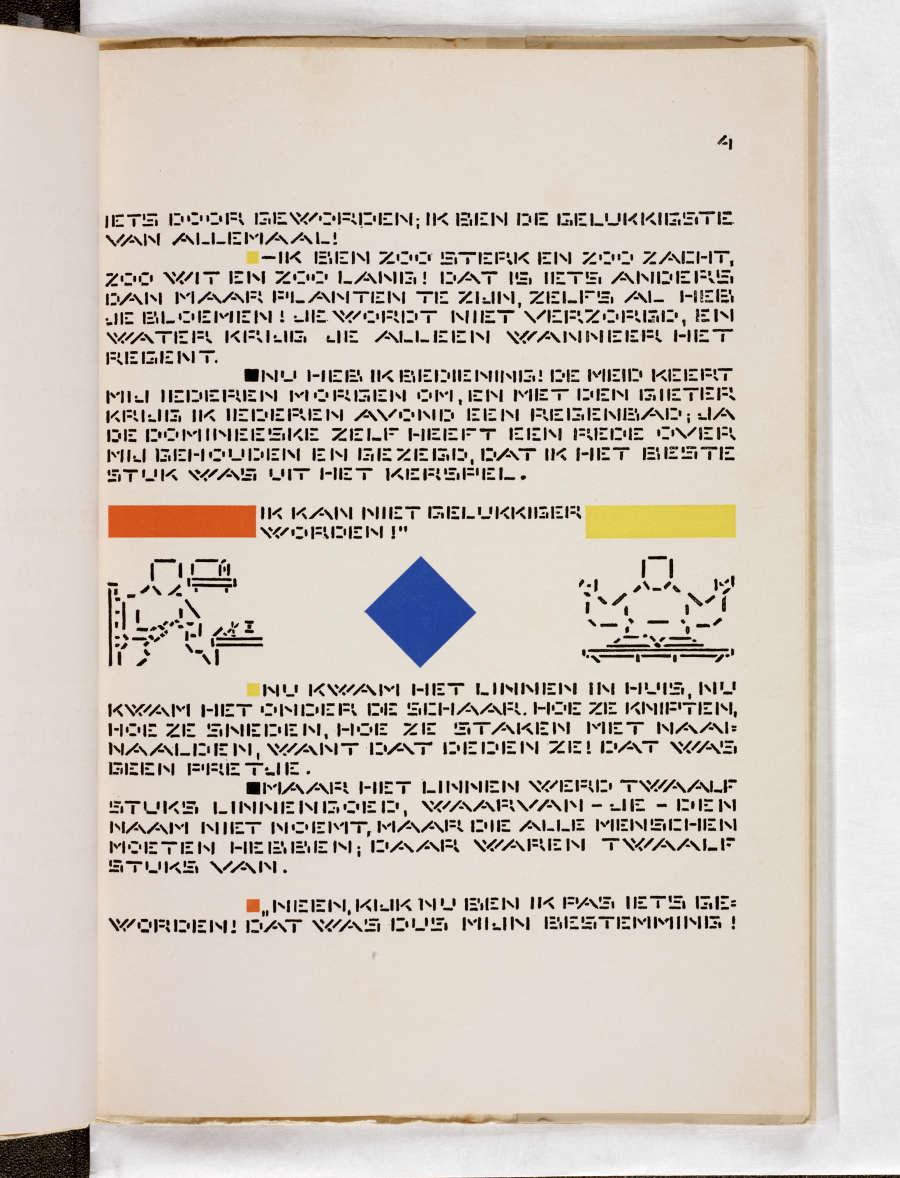 4
IETS DOOR GEWORDEN; IK BEN DE GELUKKIGSTE
VAN ALLEMAAL!
–IK BEN ZOO STERK EN ZOO ZACHT,
ZOO WIT EN ZOO LANG! DAT IS IETS ANDERS
DAN MAAR PLANTEN TE ZIJN, ZELFS AL HEB
JE BLOEMEN! JE WORDT NIET VERZORGD, EN
WATER KRIJG JE ALLEEN WANNEER HET
REGENT.
NU HEB IK BEDIENING! DE MEID KEERT
MIJ IEDEREN MORGEN OM, EN MET DEN GIETER
KRIJG IK IEDEREN AVOND EEN REGENBAD; JA
DE DOMINEESKE ZELF HEEFT EEN REDE OVER
MIJ GEHOUDEN EN GEZEGD, DAT IK HET BESTE
STUK WAS UIT HET KERSPEL.
IK KAN NIET GELUKKIGER
WORDEN!"
NU KWAM HET LINNEN IN HUIS, NU
KWAM HET ONDER DE SCHAAR. HOE ZE KNIPTEN,
HOE ZE SNEDEN, HOE ZE STAKEN MET NAAI=
NAALDEN, WANT DAT DEDEN ZE! DAT WAS
GEEN PRETJE.
MAAR HET LINNEN WERD TWAALF
STUKS LINNENGOED, WAARVAN – JE – DEN
NAAM NIET NOEMT, MAAR DIE ALLE MENSCHEN
MOETEN HEBBEN; DAAR WAREN TWAALF
STUKS VAN.
„NEEN, KIJK NU BEN IK PAS IETS GE=
WORDEN! DAT WAS DUS MIJN BESTEMMING!